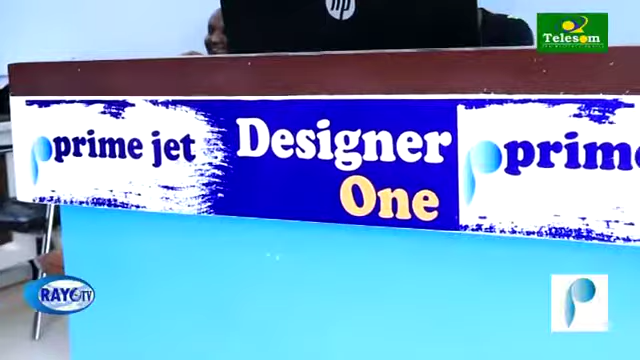 hp
Telesom
prime jet
Designer
One
prime
RAYO TV